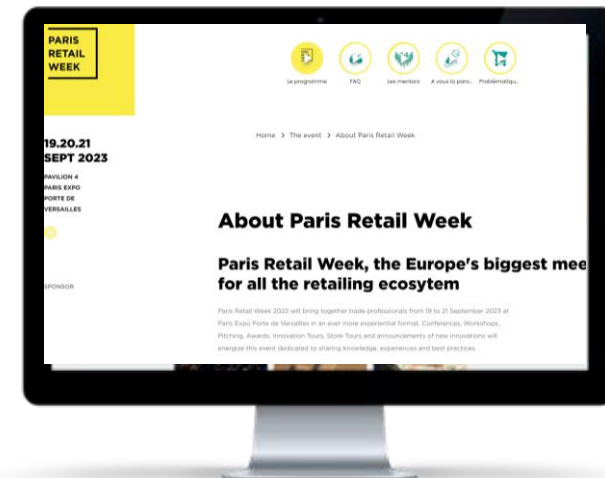 PARIS
RETAIL
WEEK
Le programme
FAQ
Les mentors
A vous la paro...
Problématiqu...
19.20.21
SEPT 2023
PAVILION 4
PARIS EXPO
PORTE DE
VERSAILLES
SPONSOR
Home > The event > About Paris Retail Week
About Paris Retail Week
Paris Retail Week, the Europe's biggest mee
for all the retailing ecosytem
Paris Retail Week 2022 will bring together trade professionals from 19 to 21 September 2023 at
Paris Expo Porte de Versailles in an ever more experiential format. Conferences, Workshops,
Pitching, Awards, Innovation Tours, Store Tours and announcements of new innovations will
energize this event dedicated to sharing knowledge, experiences and best practices.